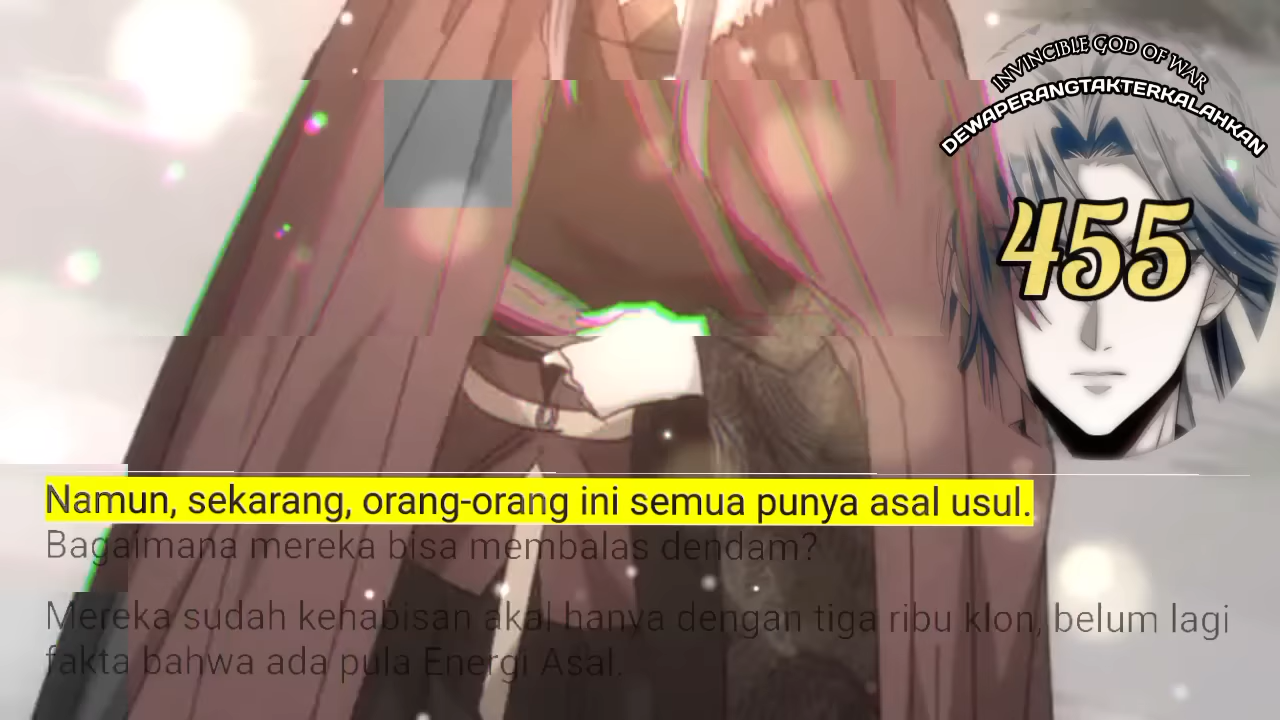 INVINCIBLE GOD OF WAR
DEWAPERANGTAKTERKALAHKAN
455
Namun, sekarang, orang-orang ini semua punya asal usul.
Bagaimana mereka bisa membalas dendam?
Mereka sudah kehabisan akal hanya dengan tiga ribu klon, belum lagi
fakta bahwa ada pula Energi Asal.